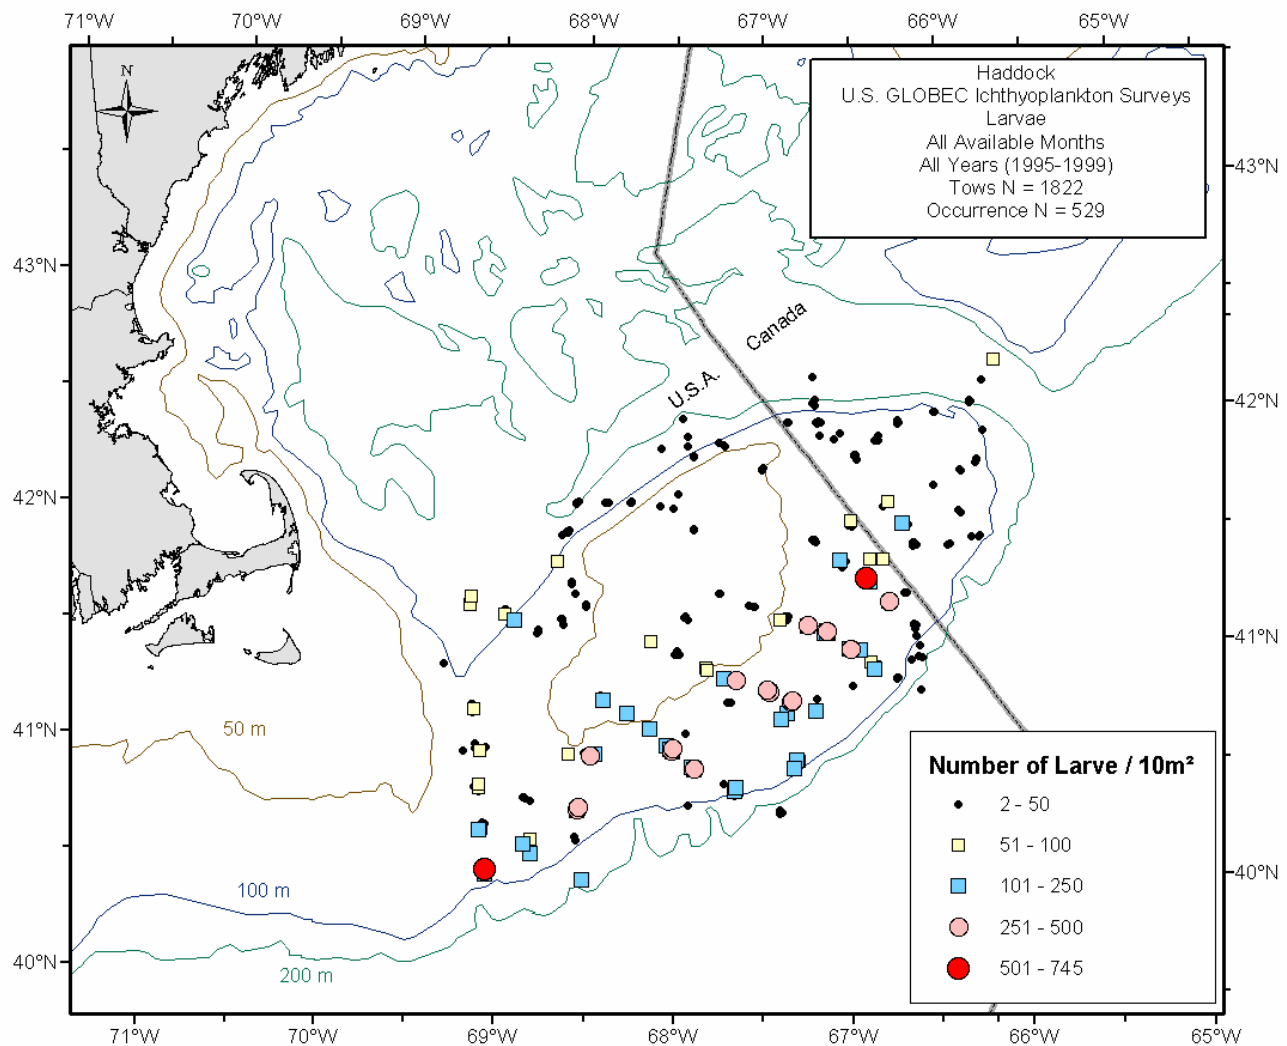 71°W 70°W 69°W 68°W 67°W 66°W 65°W
N
Haddock
U.S. GLOBEC Ichthyoplankton Surveys
Larvae
All Available Months
All Years (1995-1999)
Tows N = 1822
Occurrence N = 529
43°N
43°N
Canada
U.S.A.
42°N
42°N
41°N
41°N
50 m
Number of Larve / 10m²
2 - 50
51 - 100
101 - 250
251 - 500
501 - 745
40°N
100 m
40°N
200 m
71°W 70°W 69°W 68°W 67°W 66°W 65°W